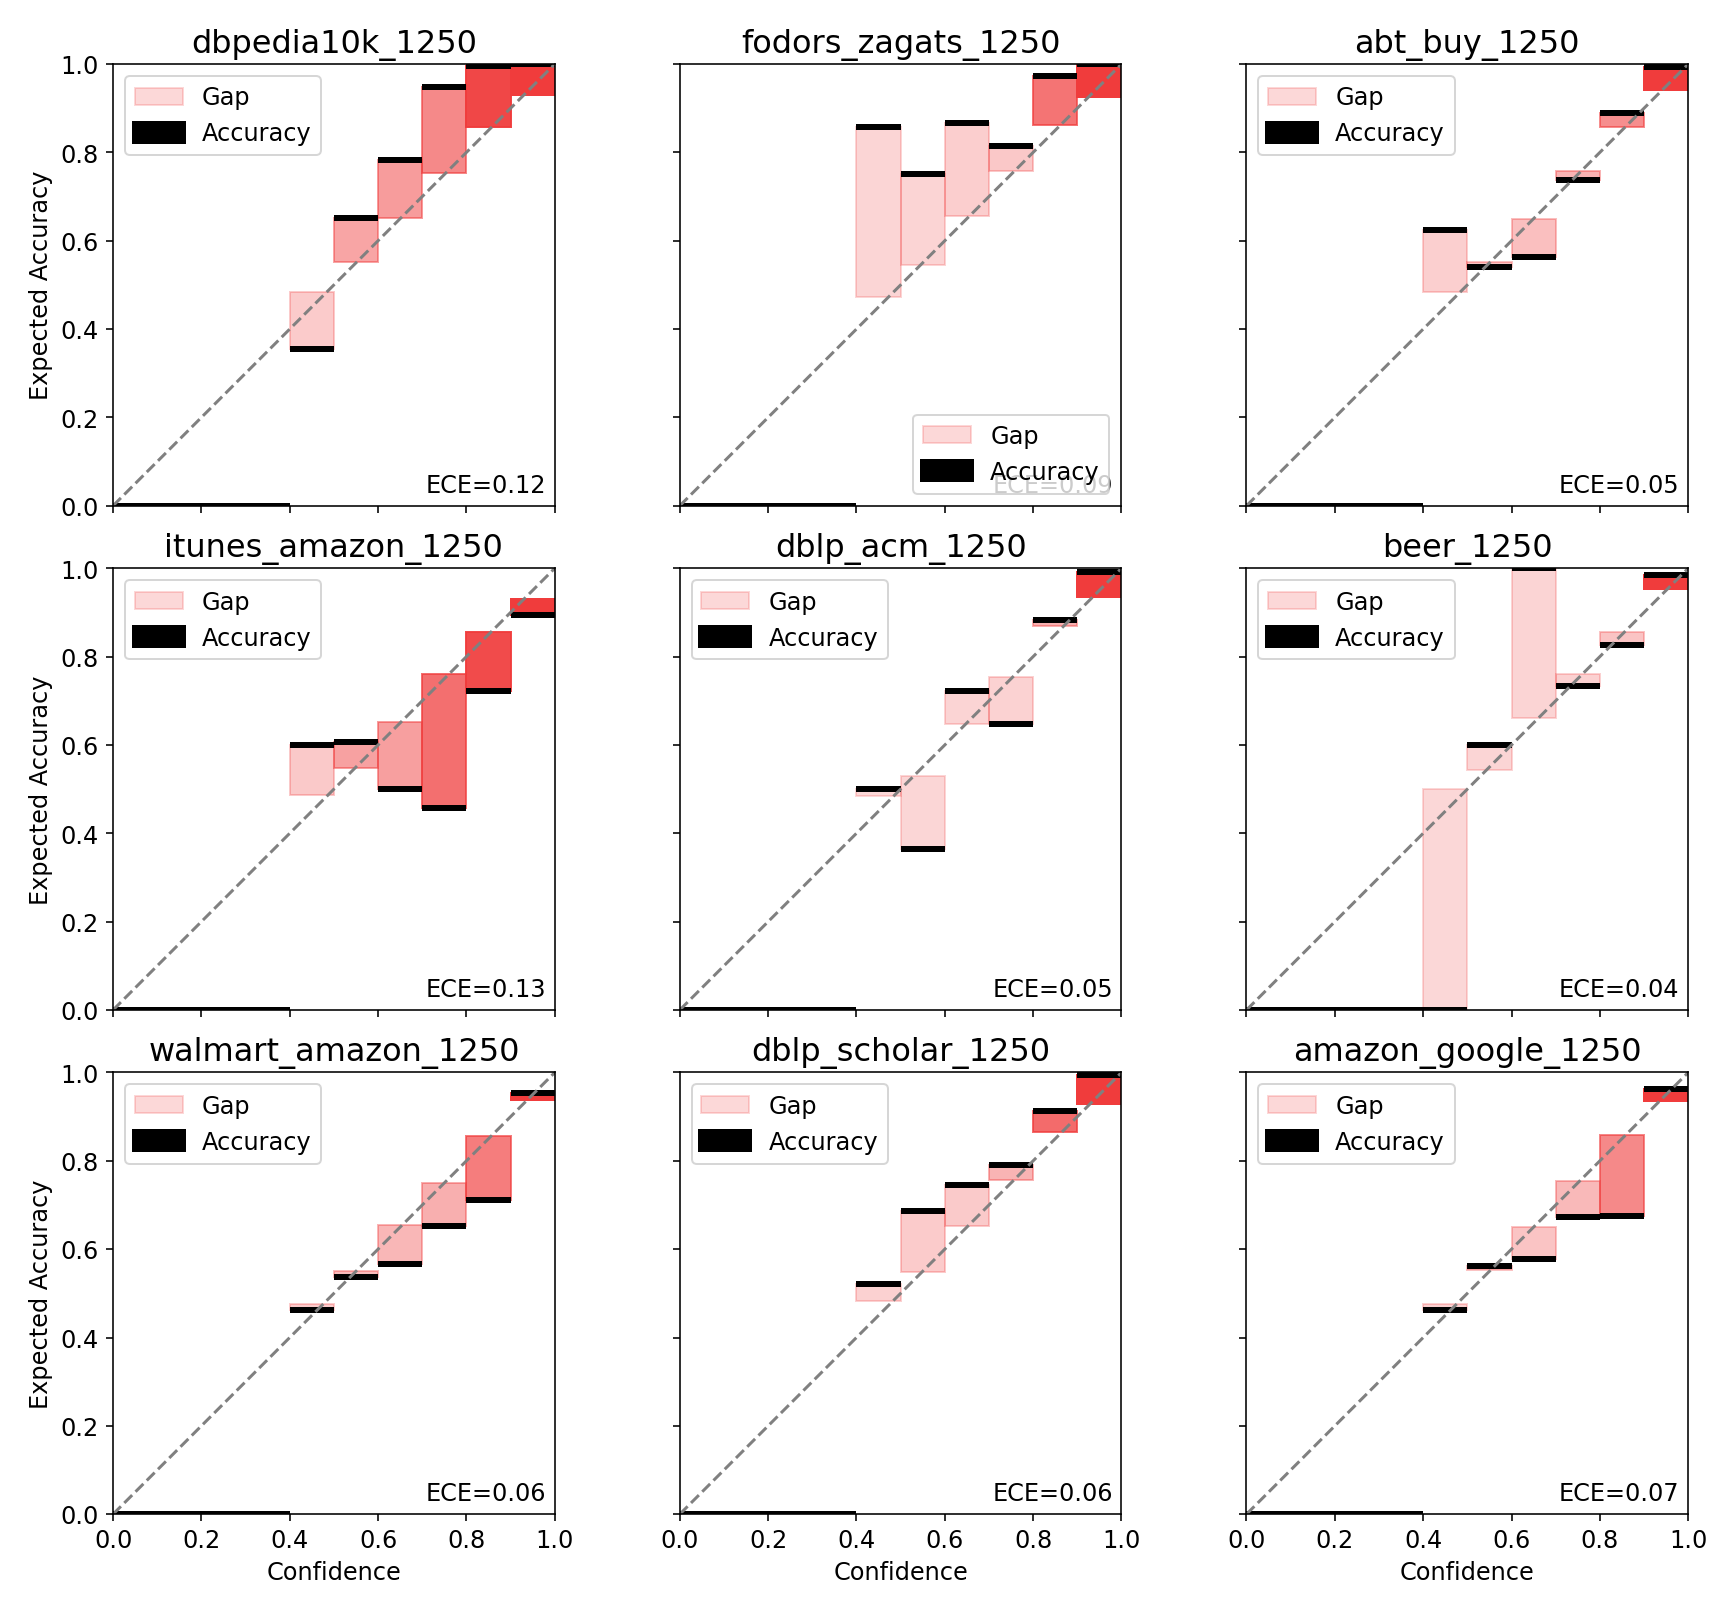 dbpedia10k_1250
fodors_zagats_1250
abt_buy_1250
1.0
0.8
0.6
0.4
0.2
0.0
Expected Accuracy
Gap
Accuracy
ECE=0.12
Gap
Accuracy
ECE=0.09
Gap
Accuracy
ECE=0.05
itunes_amazon_1250
dblp_acm_1250
beer_1250
1.0
0.8
0.6
0.4
0.2
0.0
Expected Accuracy
Gap
Accuracy
ECE=0.13
Gap
Accuracy
ECE=0.05
Gap
Accuracy
ECE=0.04
walmart_amazon_1250
dblp_scholar_1250
amazon_google_1250
1.0
0.8
0.6
0.4
0.2
0.0
Expected Accuracy
Gap
Accuracy
ECE=0.06
Gap
Accuracy
ECE=0.06
Gap
Accuracy
ECE=0.07
0.0 0.2 0.4 0.6 0.8 1.0
Confidence
0.0 0.2 0.4 0.6 0.8 1.0
Confidence
0.0 0.2 0.4 0.6 0.8 1.0
Confidence